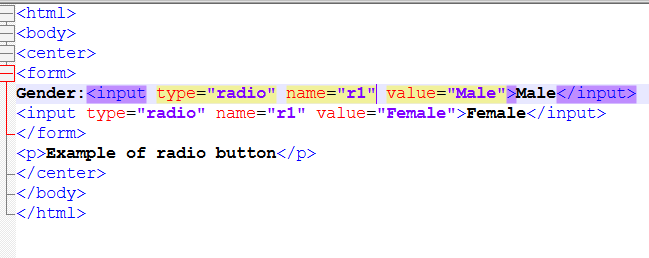 <html>
<body>
<center>
<form>
Gender:<input type="radio" name="r1" value="Male">Male</input>
<input type="radio" name="r1" value="Female">Female</input>
</form>
<p>Example of radio button</p>
</center>
</body>
</html>